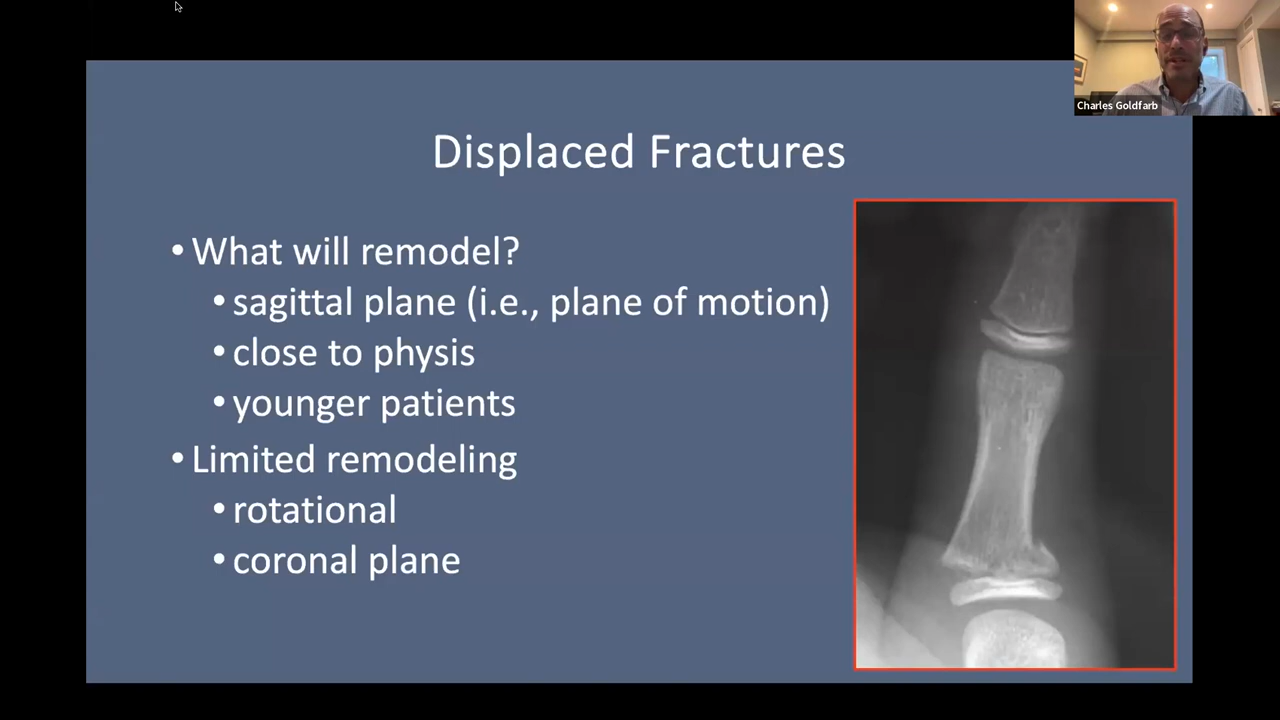 Charles Goldfarb
Displaced Fractures
• What will remodel?
• sagittal plane (i.e., plane of motion)
• close to physis
• younger patients
• Limited remodeling
• rotational
• coronal plane